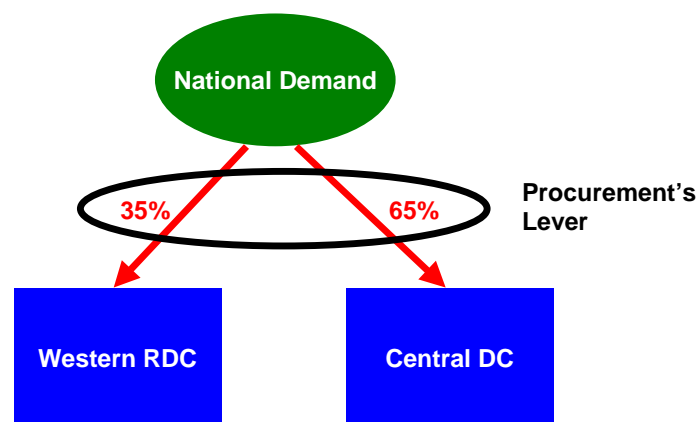 National Demand
35%
65%
Procurement’s
Lever
Western RDC
Central DC